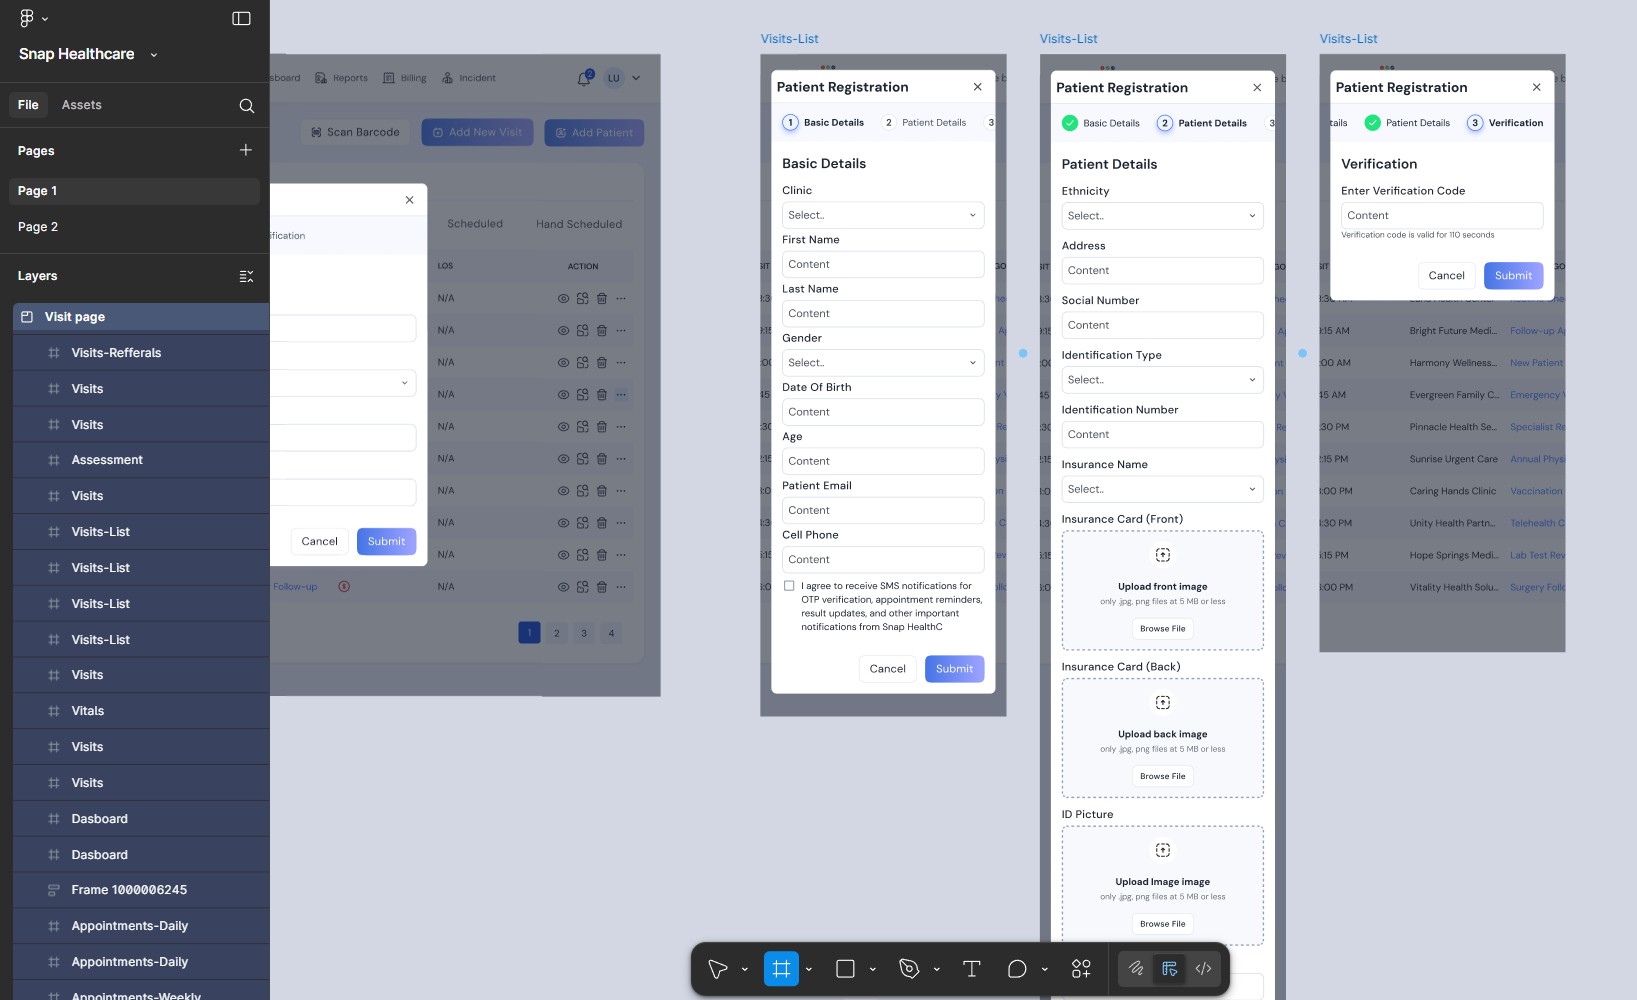 Snap Healthcare
File
Assets
Pages
Page 1
Page 2
Layers
Visit page
Visits-Refferals
Visits
Visits
Assessment
Visits
Visits-List
Visits-List
Visits-List
Visits-List
Visits
Vitals
Visits
Visits
Dasboard
Dasboard
Frame 1000006245
Appointments-Daily
Appointments-Daily
Appointments-Weekly
sboard
Reports
Billing
Incident
2
LU
Scan Barcode
Add New Visit
Add Patient
ification
Scheduled
Hand Scheduled
LOS
ACTION
N/A
N/A
N/A
N/A
N/A
N/A
N/A
N/A
N/A
N/A
Cancel
Submit
Follow-up
1
2
3
4
Visits-List
Patient Registration
1 Basic Details
2 Patient Details
3
Basic Details
Clinic
Select..
First Name
Content
Last Name
Content
Gender
Select..
Date Of Birth
Content
Age
Content
Patient Email
Content
Cell Phone
Content
I agree to receive SMS notifications for
OTP verification, appointment reminders,
result updates, and other important
notifications from Snap HealthC
Cancel
Submit
Visits-List
Patient Registration
Basic Details
2 Patient Details
3
Patient Details
Ethnicity
Select..
Address
Content
Social Number
Content
Identification Type
Select..
Identification Number
Content
Insurance Name
Select..
Insurance Card (Front)
Upload front image
only .jpg, png files at 5 MB or less
Browse File
Insurance Card (Back)
Upload back image
only .jpg, png files at 5 MB or less
Browse File
ID Picture
Upload Image image
only .jpg, png files at 5 MB or less
Browse File
Visits-List
Patient Registration
tails
Patient Details
3 Verification
Verification
Enter Verification Code
Content
Verification code is valid for 110 seconds
Cancel
Submit
9:15 AM Bright Future Medi... Follow-up A
:00 AM Harmony Wellness... New Patient
45 AM Evergreen Family C... Emergency V
:30 PM Pinnacle Health Se... Specialist Re
2:15 PM Sunrise Urgent Care Annual Physi
3:00 PM Caring Hands Clinic Vaccination
4:30 PM Unity Health Partn... Telehealth C
5:15 PM Hope Springs Medi... Lab Test Rev
6:00 PM Vitality Health Solu... Surgery Follo